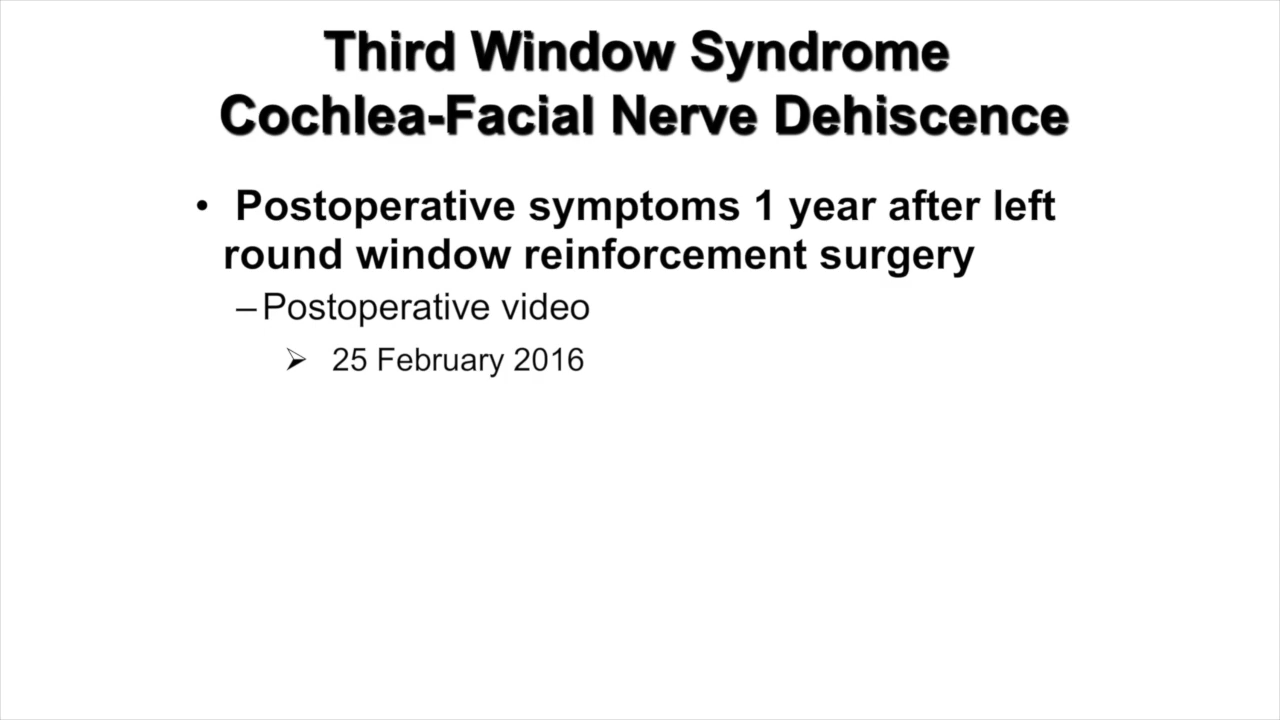 Third Window Syndrome
Cochlea-Facial Nerve Dehiscence
• Postoperative symptoms 1 year after left
round window reinforcement surgery
– Postoperative video
➢ 25 February 2016